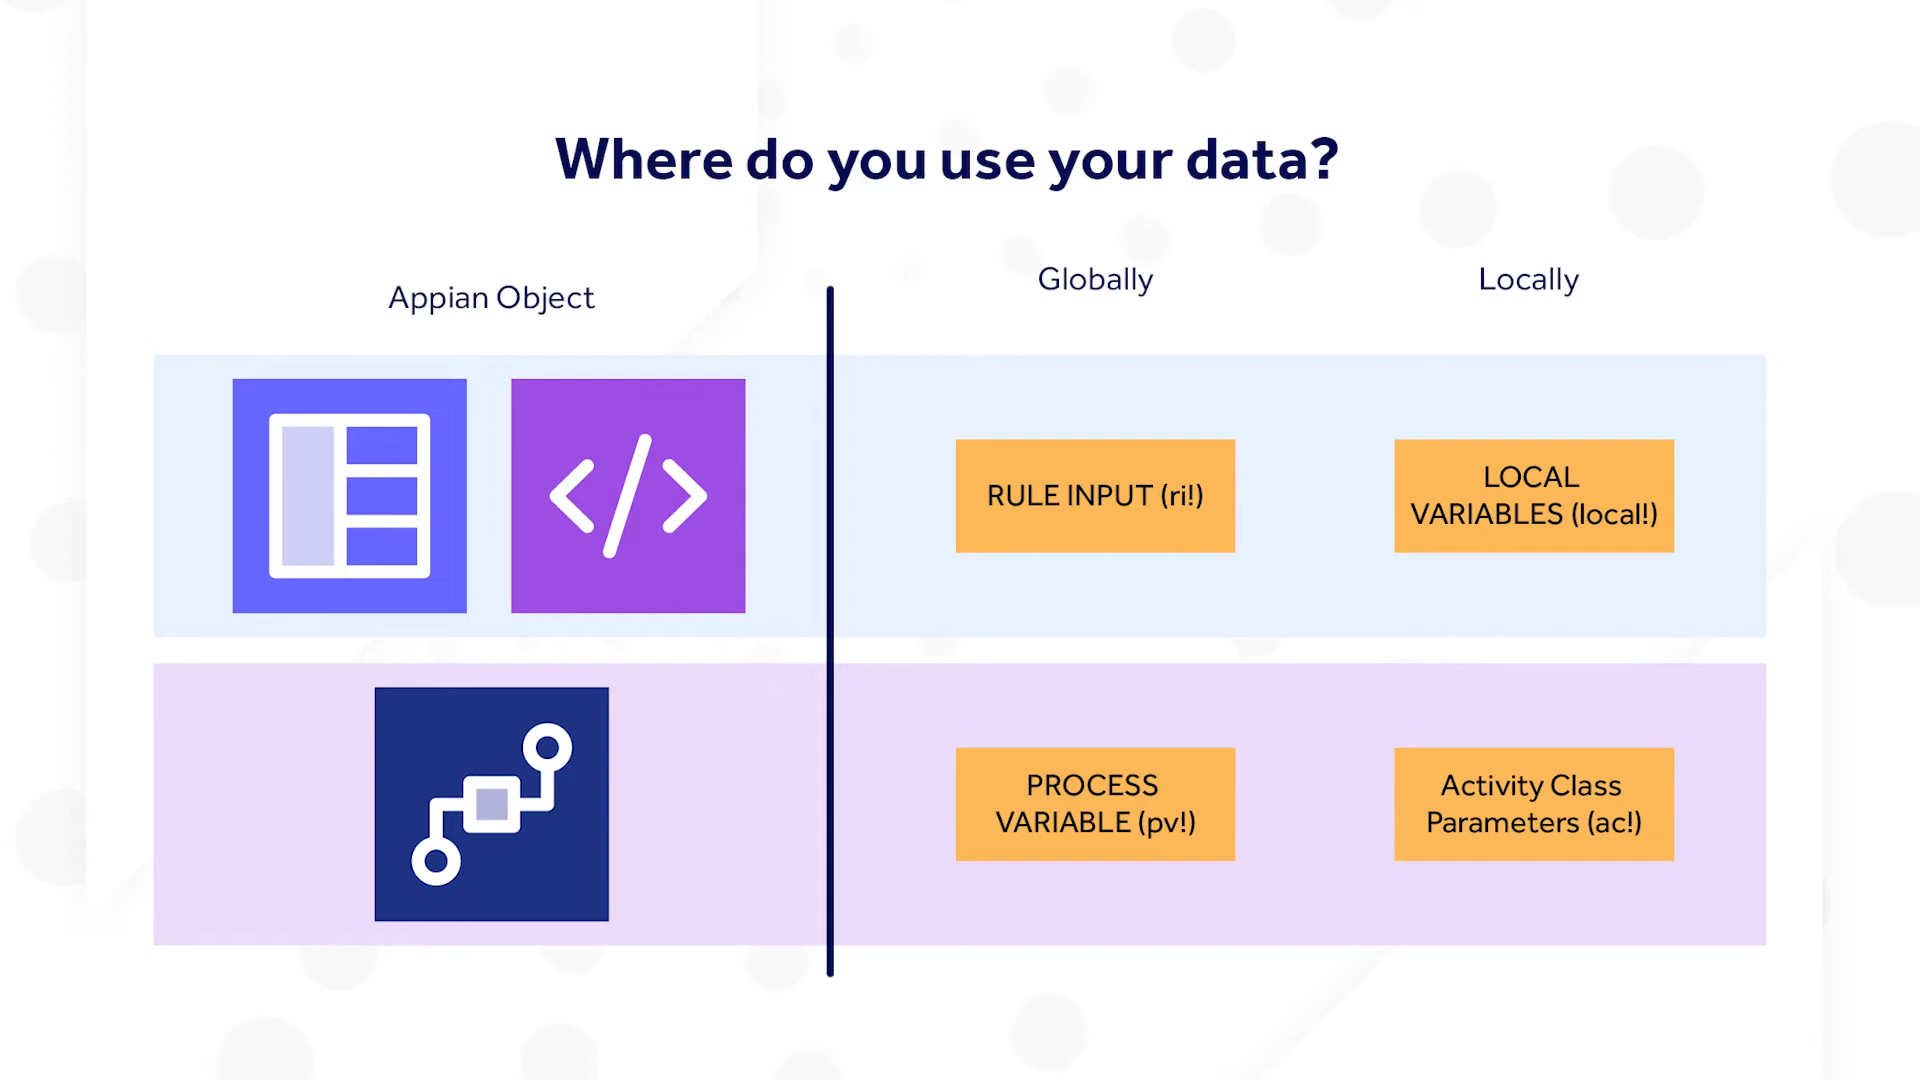 Where do you use your data?
Appian Object
Globally
Locally
RULE INPUT (ri!)
LOCAL
VARIABLES (local!)
PROCESS
VARIABLE (pv!)
Activity Class
Parameters (ac!)